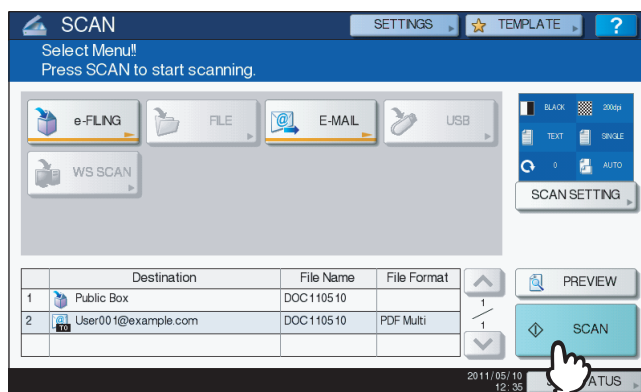 SCAN
SETTINGS
TEMPLATE
?
Select Menu!!
Press SCAN to start scanning.
e-FILING
FILE
E-MAIL
USB
WS SCAN
BLACK
200dpi
TEXT
SINGLE
0
AUTO
SCAN SETTING
Destination File Name File Format
1 Public Box DOC110510
2 TO User001@example.com DOC110510 PDF Multi
1
1
PREVIEW
SCAN
2011/05/10
12:35
ATUS